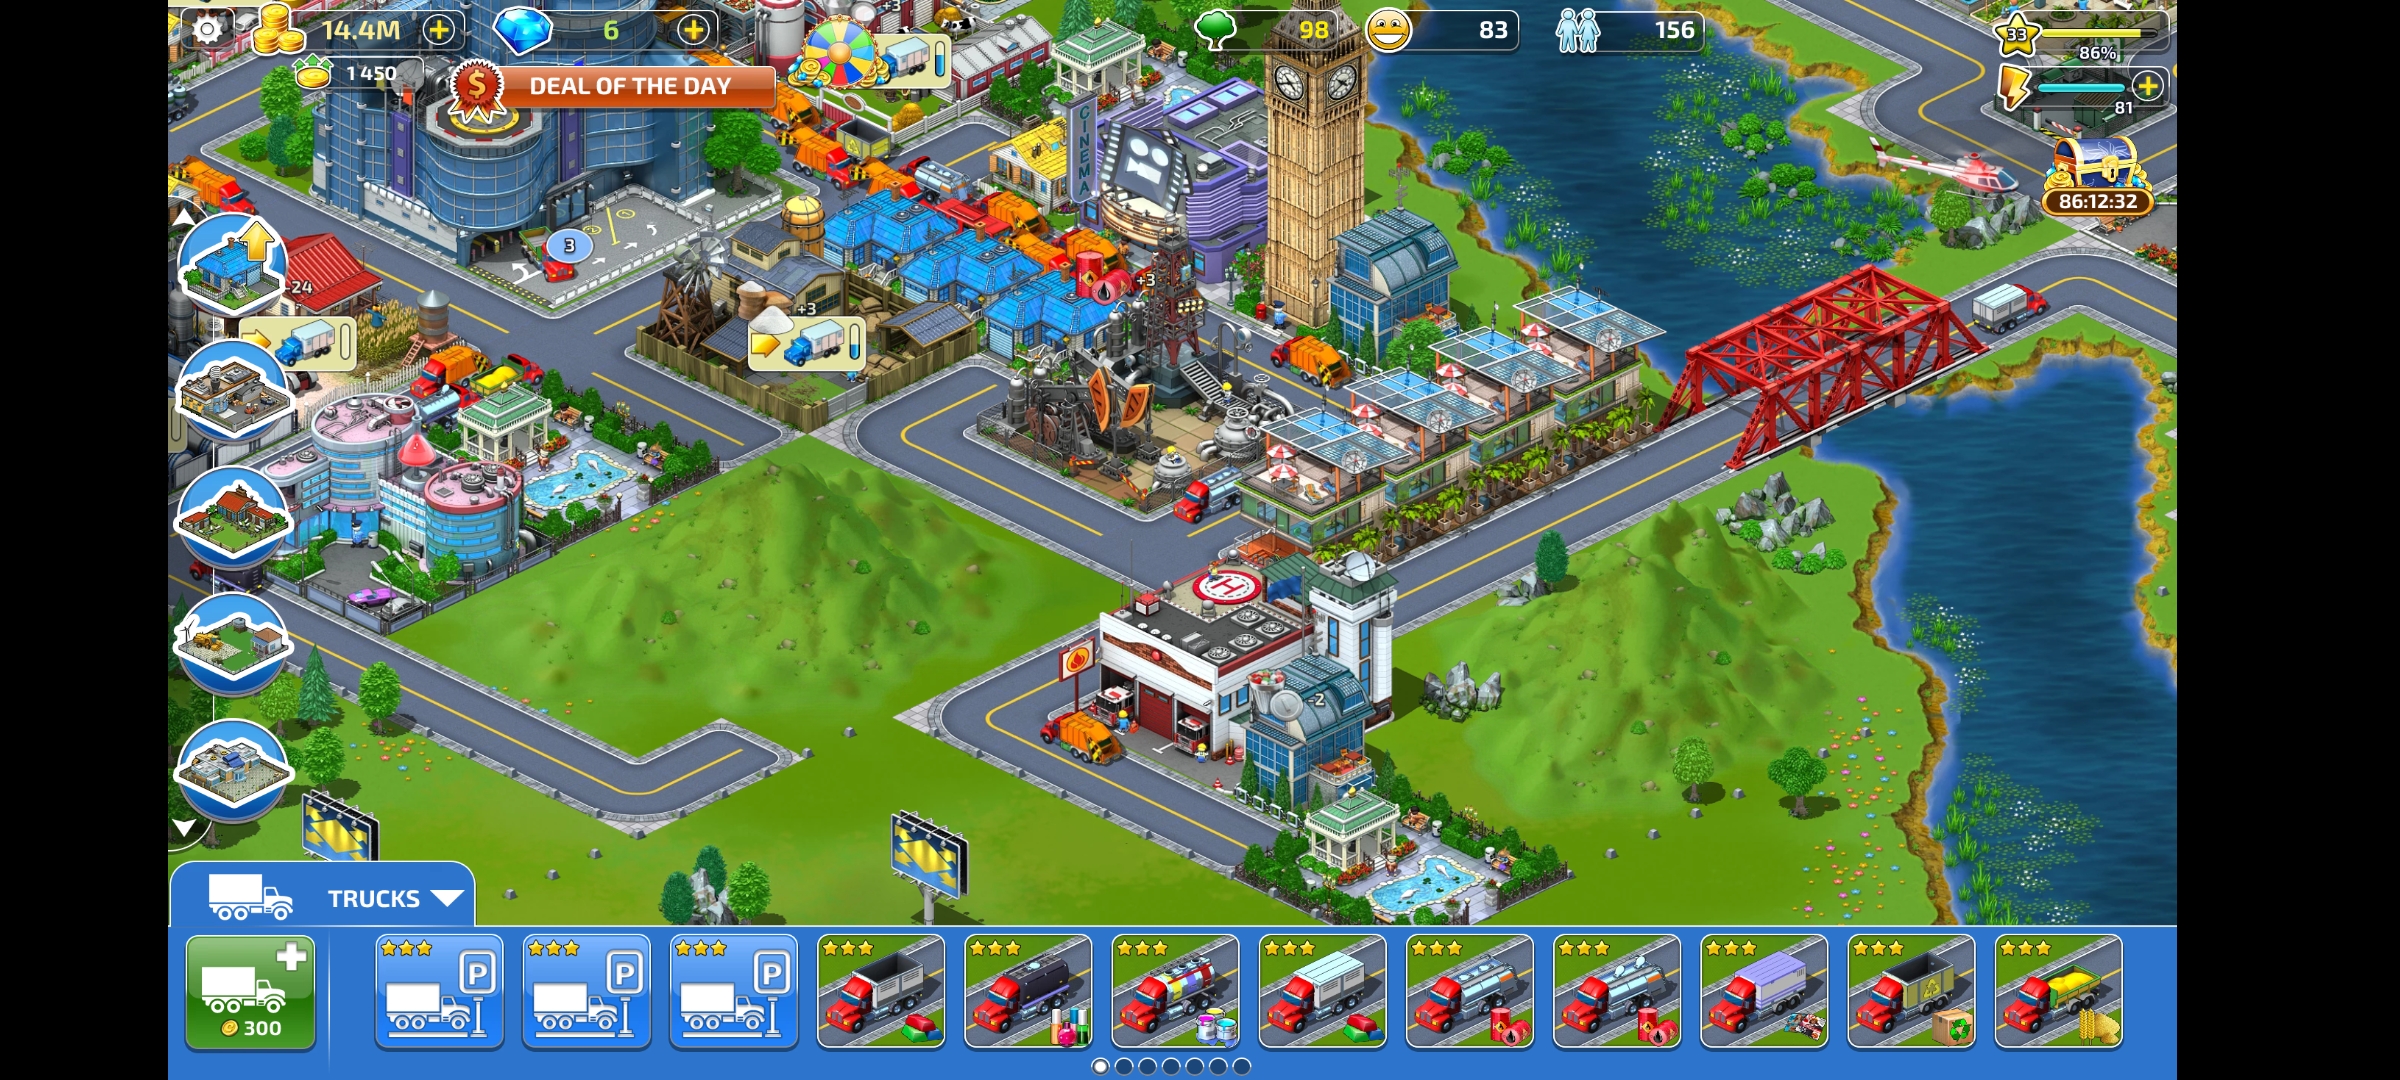 14.4M
6
+3
98
83
156
33
86%
1 450
DEAL OF THE DAY
81
CINEMA
86:12:32
3
+3
-24
+3
H
-2
TRUCKS
300
P
P
P